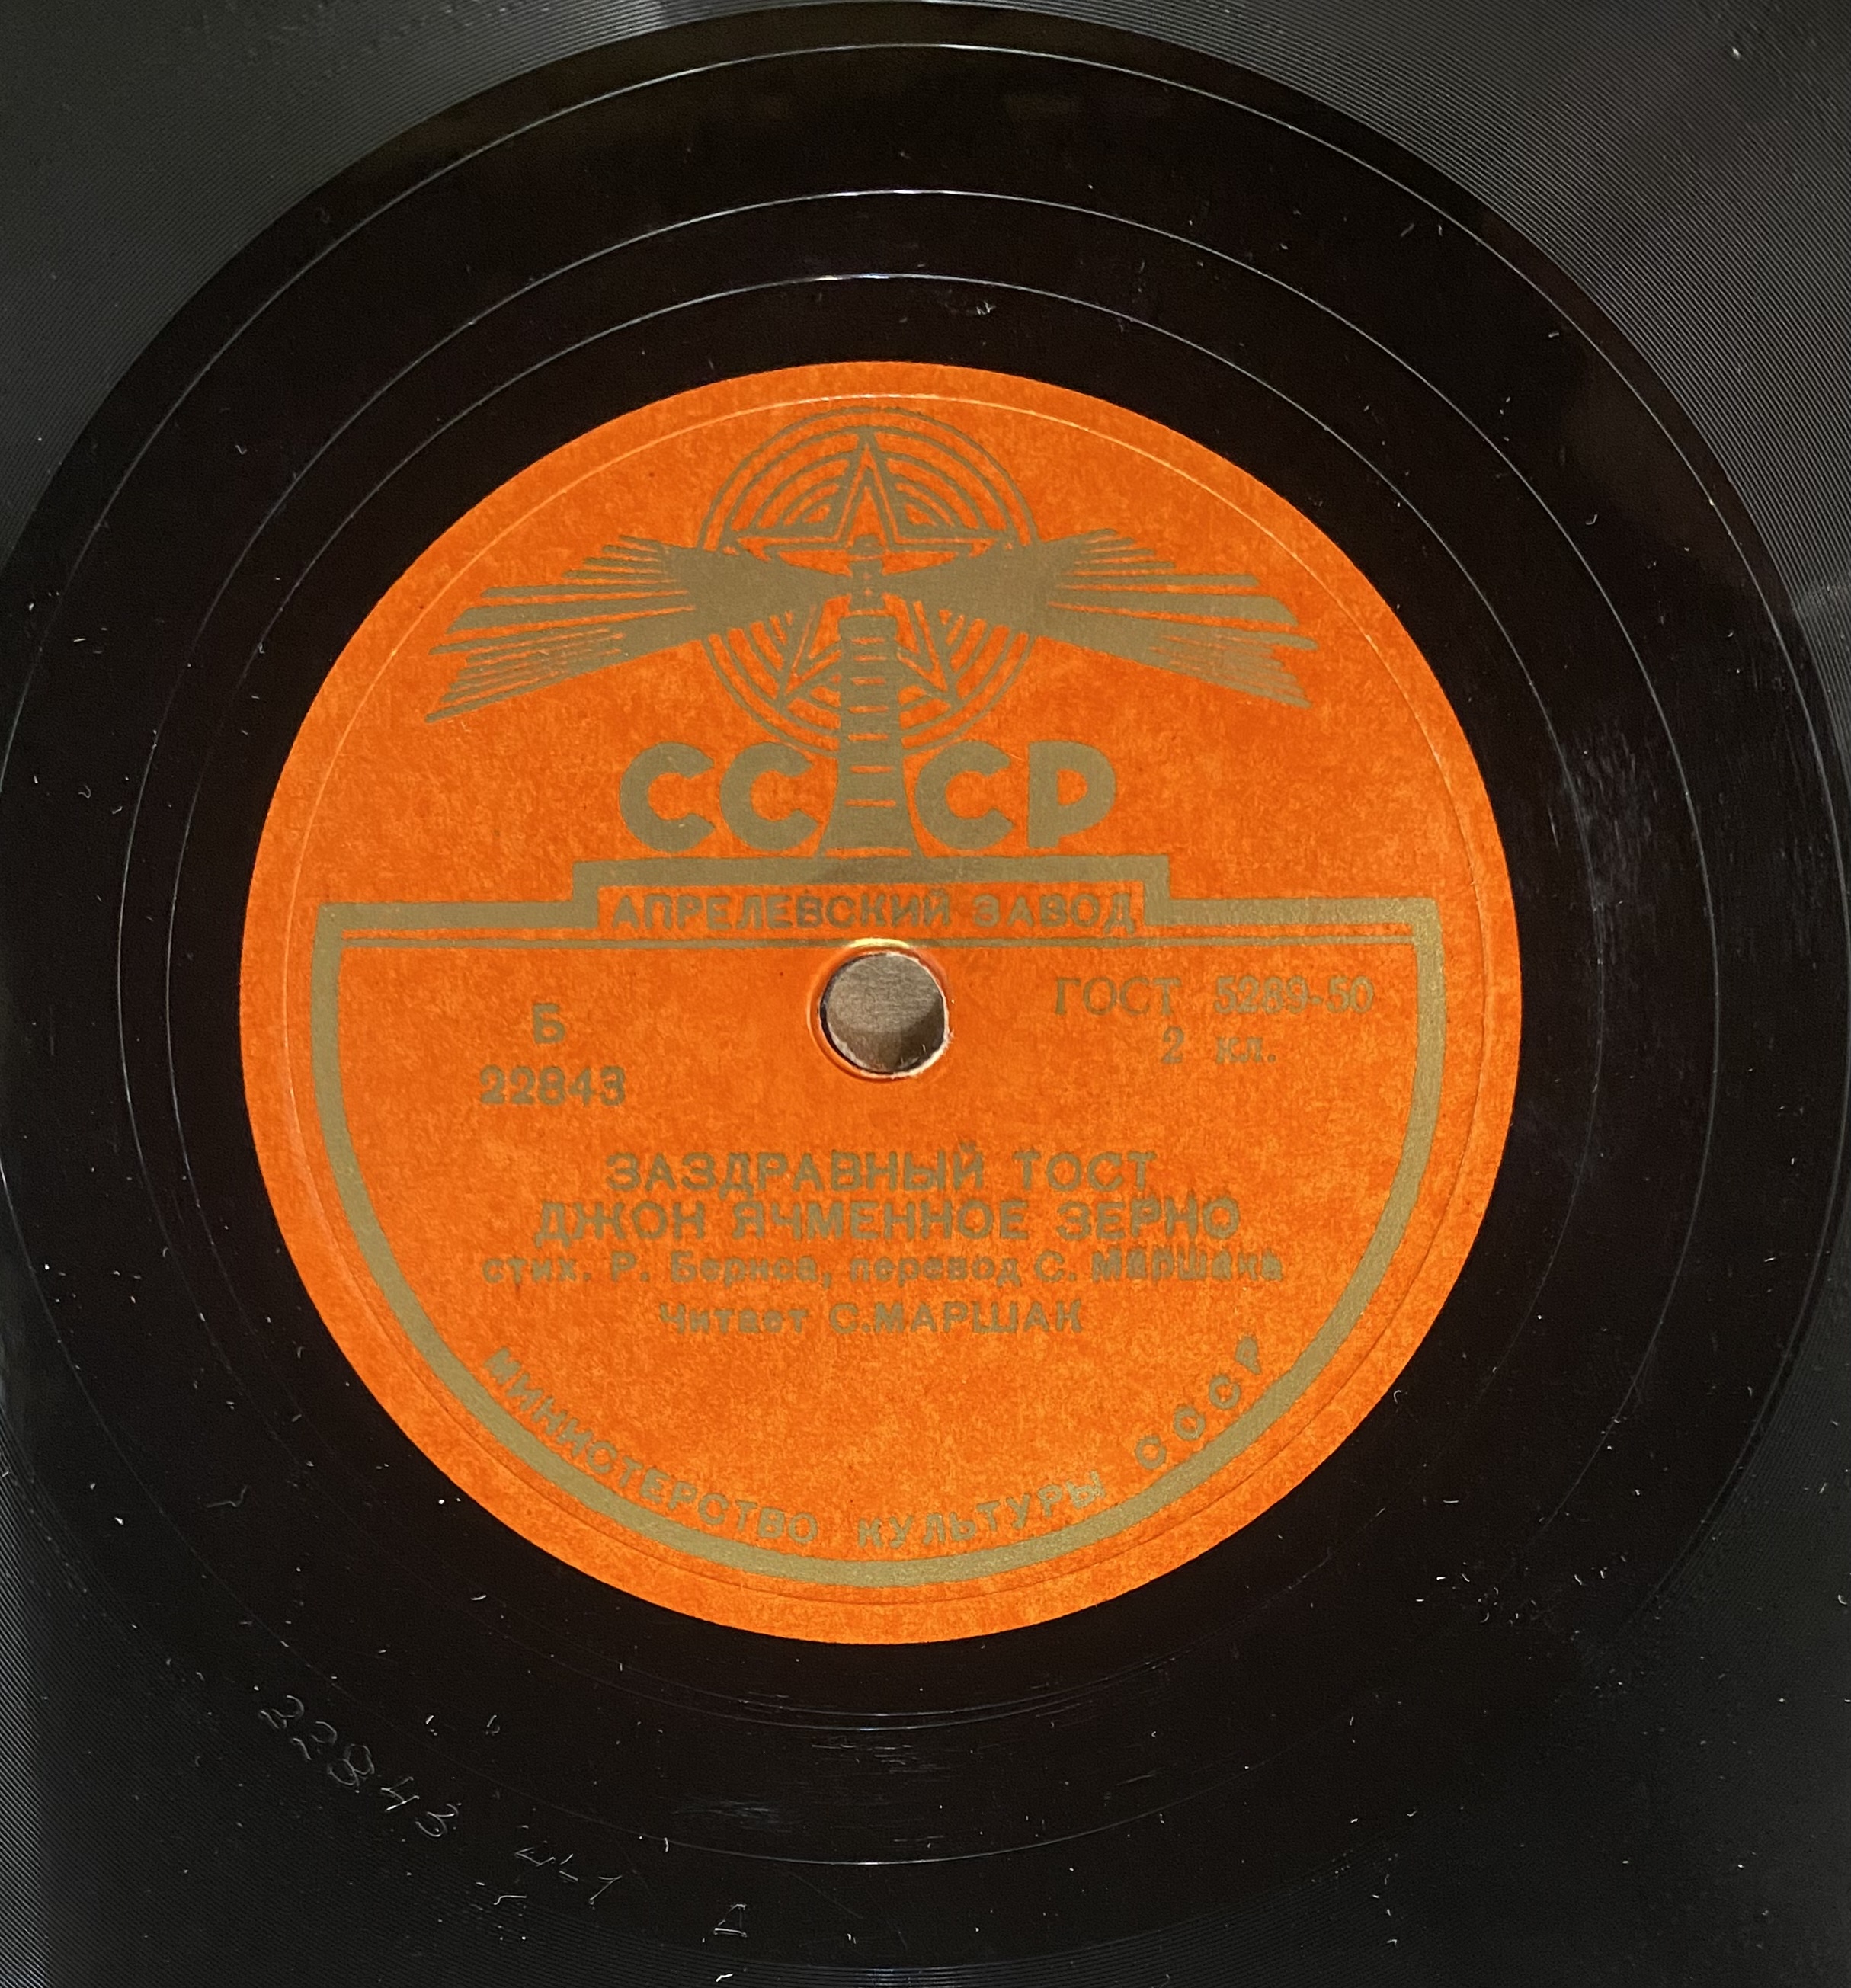 СССР
АПРЕЛЕВСКИЙ ЗАВОД
Б
22843
ГОСТ 5289-50
2 кл.
ЗАЗДРАВНЫЙ ТОСТ
ДЖОН ЯЧМЕННОЕ ЗЕРНО
стих. Р. Бернса, перевод С. Маршака
Читает С.МАРШАК
МИНИСТЕРСТВО КУЛЬТУРЫ СССР
22843